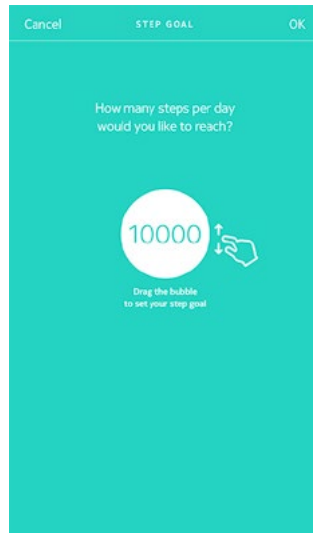 Cancel STEP GOAL OK
How many steps per day
would you like to reach?
10000
Drag the bubble
to set your step goal